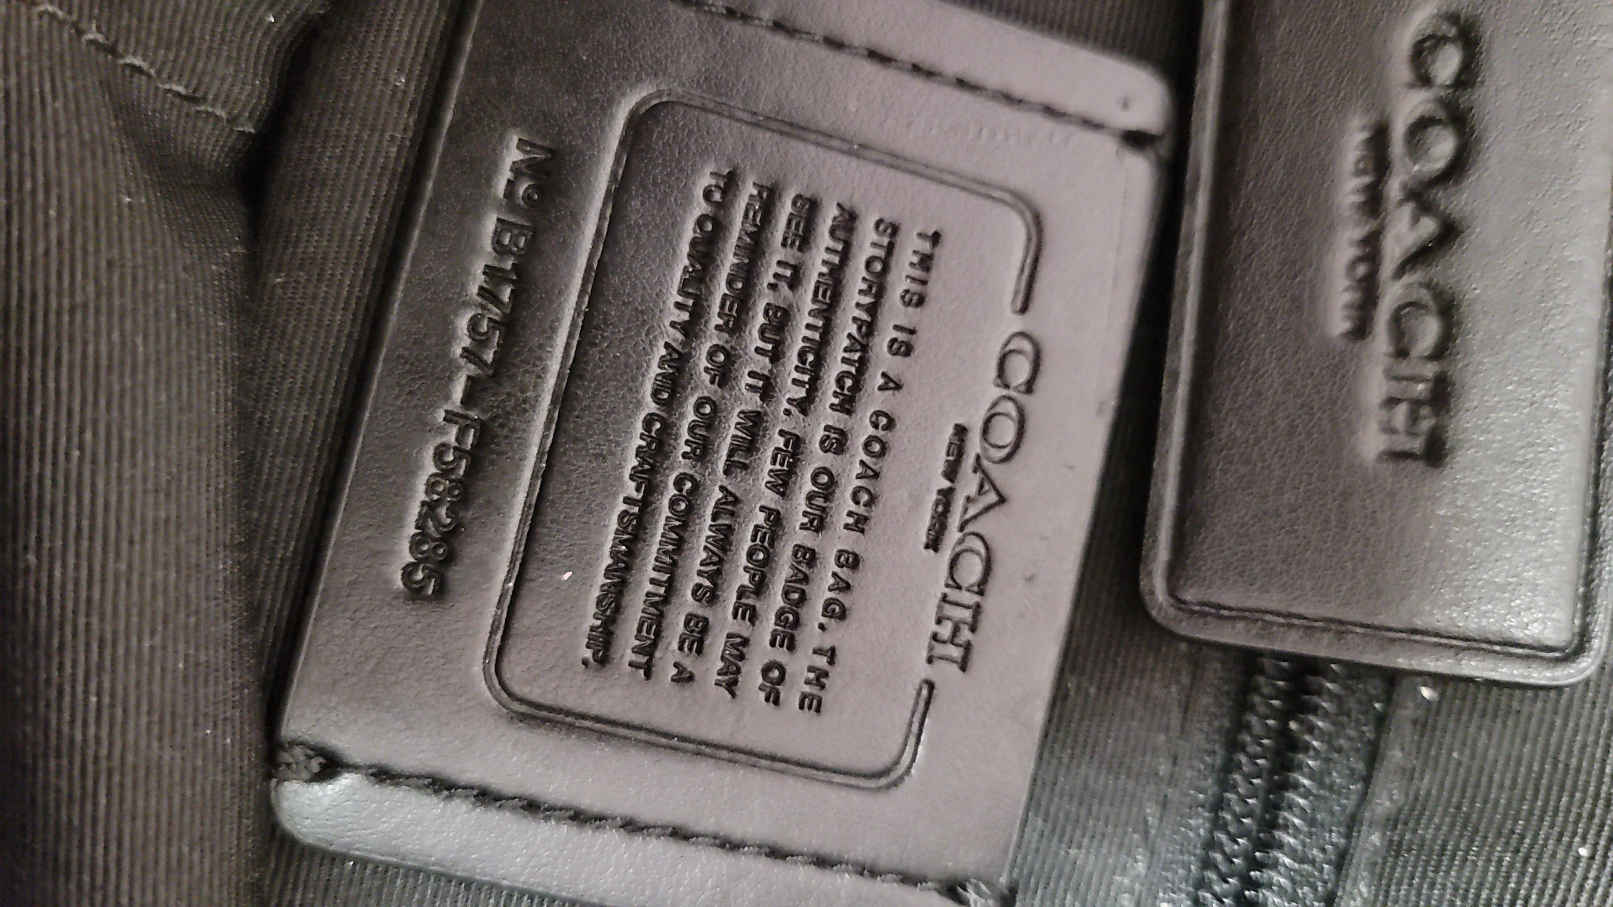 COACH
NEW YORK
COACH
NEW YORK
THIS IS A COACH BAG. THE
STORYPATCH IS OUR BADGE OF
AUTHENTICITY. FEW PEOPLE MAY
SEE IT, BUT IT WILL ALWAYS BE A
REMINDER OF OUR COMMITMENT
TO QUALITY AND CRAFTSMANSHIP.
Nº B1757-F58285